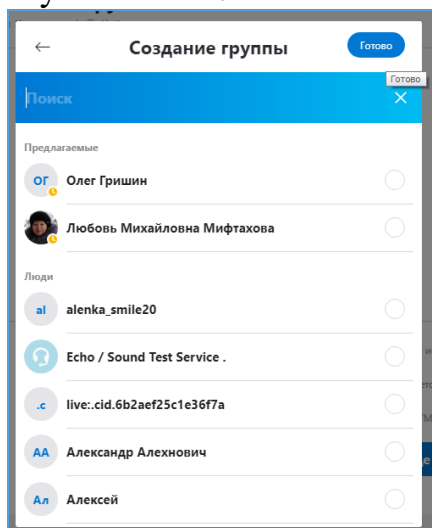 Создание группы
Готово
Готово
Поиск
Предлагаемые
ОГ Олег Гришин
Любовь Михайловна Мифтахова
Люди
al alenka_smile20
Echo / Sound Test Service .
.c live:.cid.6b2aef25c1e36f7a
АА Александр Алехнович
Ал Алексей